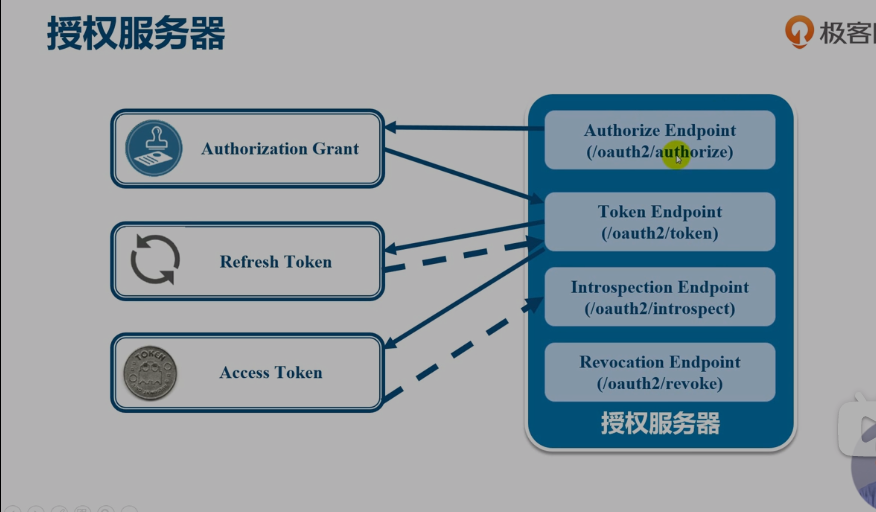 授权服务器
极客
Authorization Grant
Refresh Token
TOKEN
Access Token
Authorize Endpoint
(/oauth2/authorize)
Token Endpoint
(/oauth2/token)
Introspection Endpoint
(/oauth2/introspect)
Revocation Endpoint
(/oauth2/revoke)
授权服务器